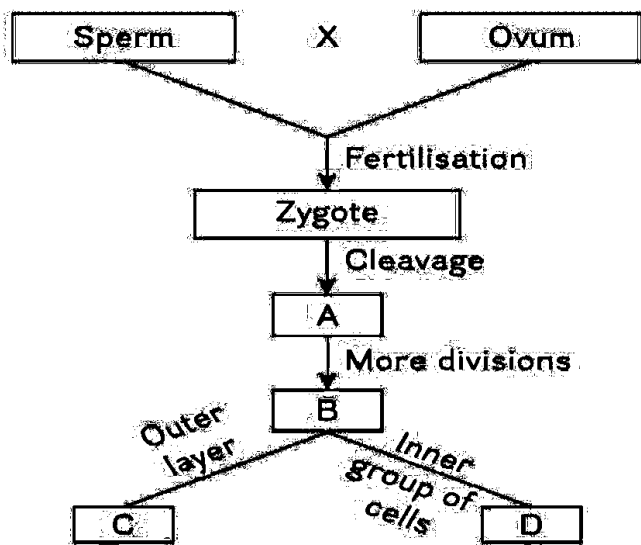 Sperm X Ovum
Fertilisation
Zygote
Cleavage
A
More divisions
B
Outer
layer
Inner
group of
cells
C
D